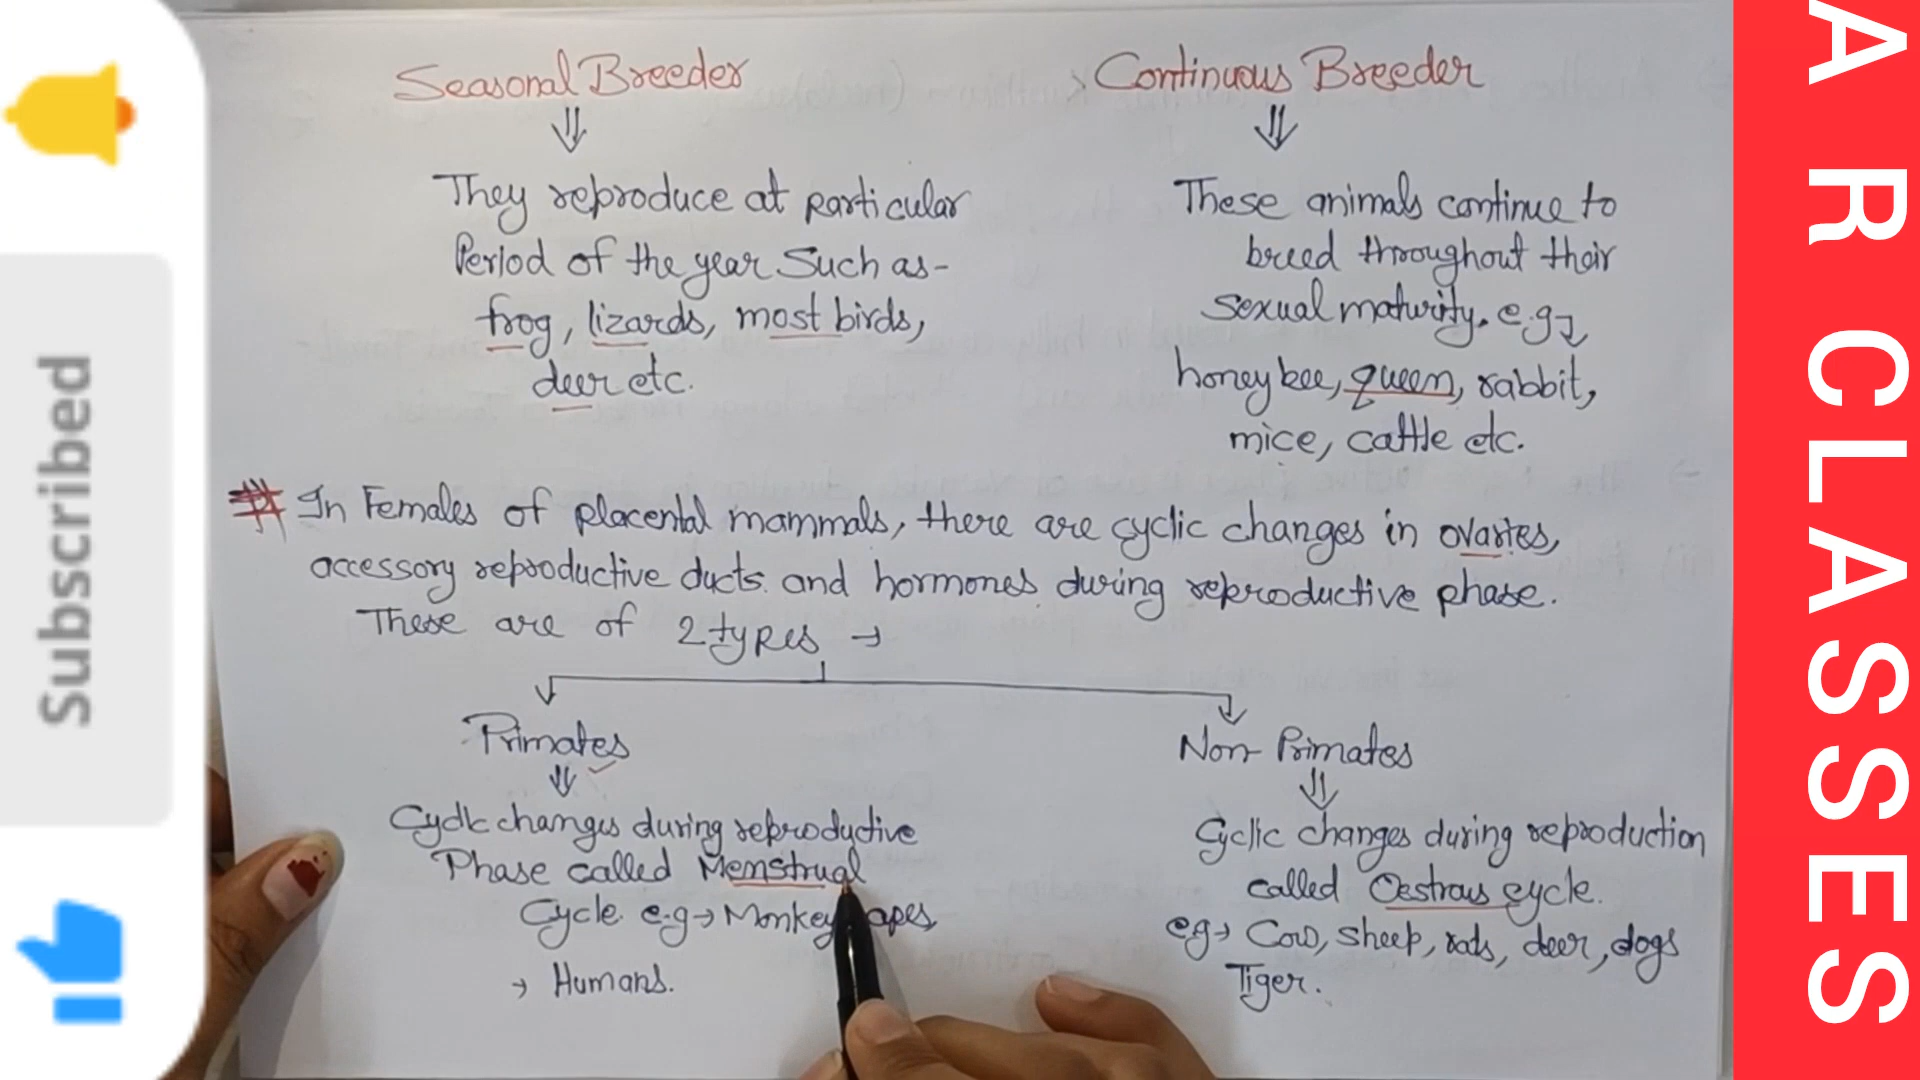 Seasonal Breeder
They reproduce at particular
Period of the year Such as-
frog, lizards, most birds,
deer etc.
Continuous Breeder
These animals continue to
breed throughout their
sexual maturity. e.g→
honey bee, queen, rabbit,
mice, cattle etc.
# In Females of placental mammals, there are cyclic changes in ovaries,
accessory reproductive ducts. and hormones during reproductive phase.
These are of 2 types →
Primates
Cyclic changes during reproductive
Phase called Menstrual
Cycle. e.g→ Monkey apes,
→ Humans.
Non Primates
Cyclic changes during reproduction
called Oestrous cycle.
e.g→ Cow, sheep, rats, deer, dogs
Tiger.
Subscribed
A R CLASSES